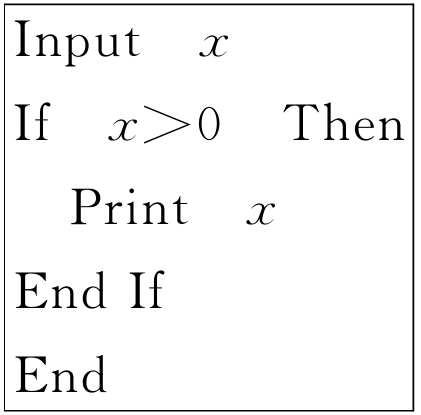 Input x
If x>0 Then
Print x
End If
End